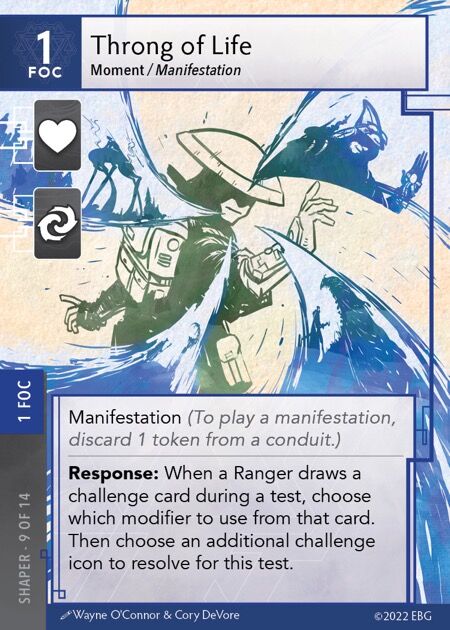 1
FOC
Throng of Life
Moment / Manifestation
1 FOC
SHAPER - 9 OF 14
Manifestation (To play a manifestation,
discard 1 token from a conduit.)
Response: When a Ranger draws a
challenge card during a test, choose
which modifier to use from that card.
Then choose an additional challenge
icon to resolve for this test.
Wayne O'Connor & Cory DeVore
©2022 EBG